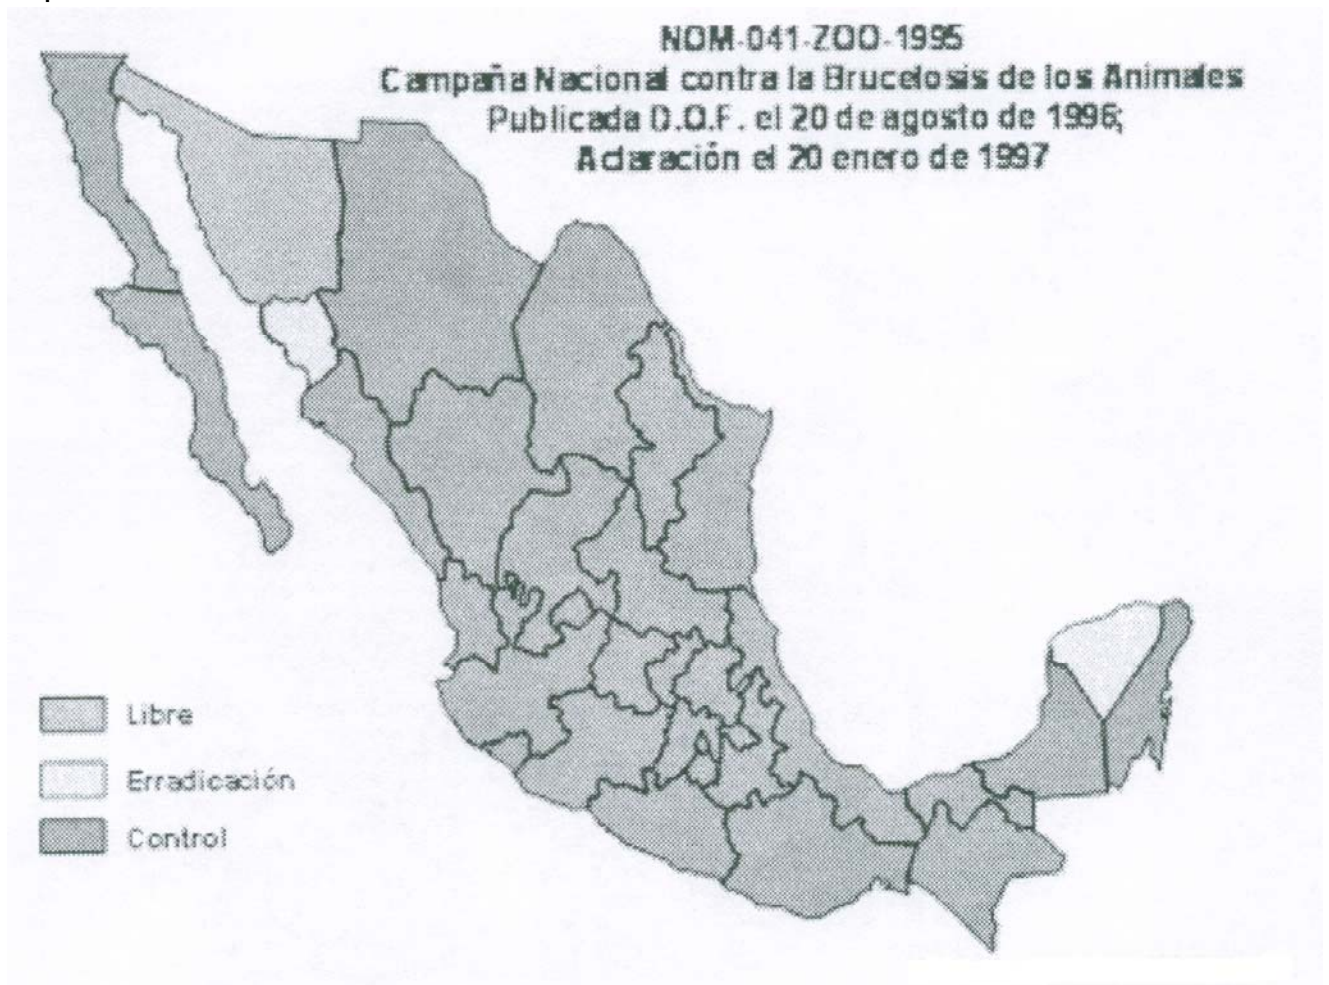 NOM-041-ZOO-1995
Campaña Nacional contra la Brucelosis de los Animales
Publicada D.O.F. el 20 de agosto de 1996;
Aclaración el 20 enero de 1997
Libre
Erradicación
Control